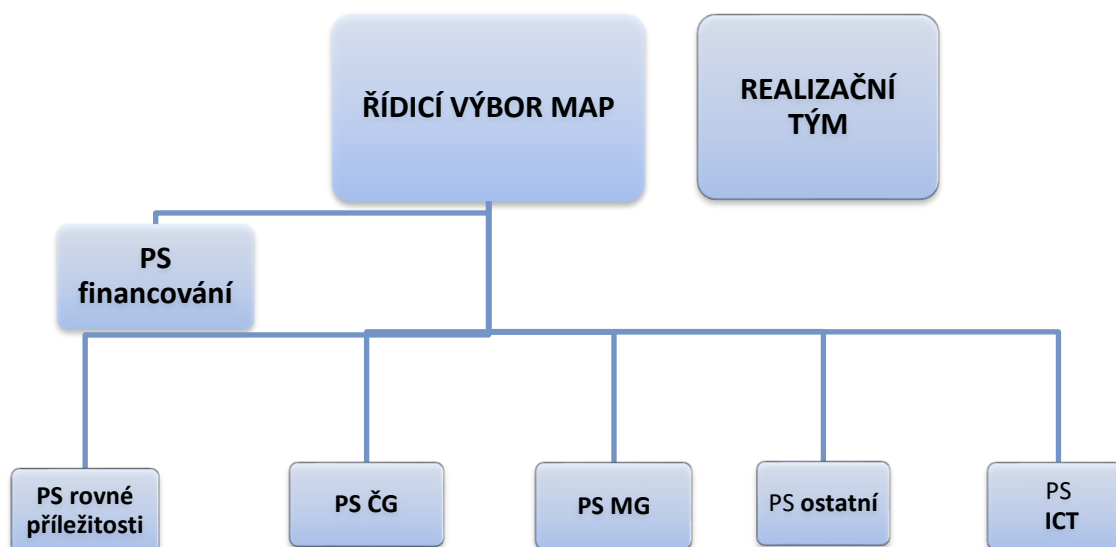 ŘÍDICÍ VÝBOR MAP
REALIZAČNÍ
TÝM
PS
financování
PS rovné
příležitosti
PS ČG
PS MG
PS ostatní
PS
ICT